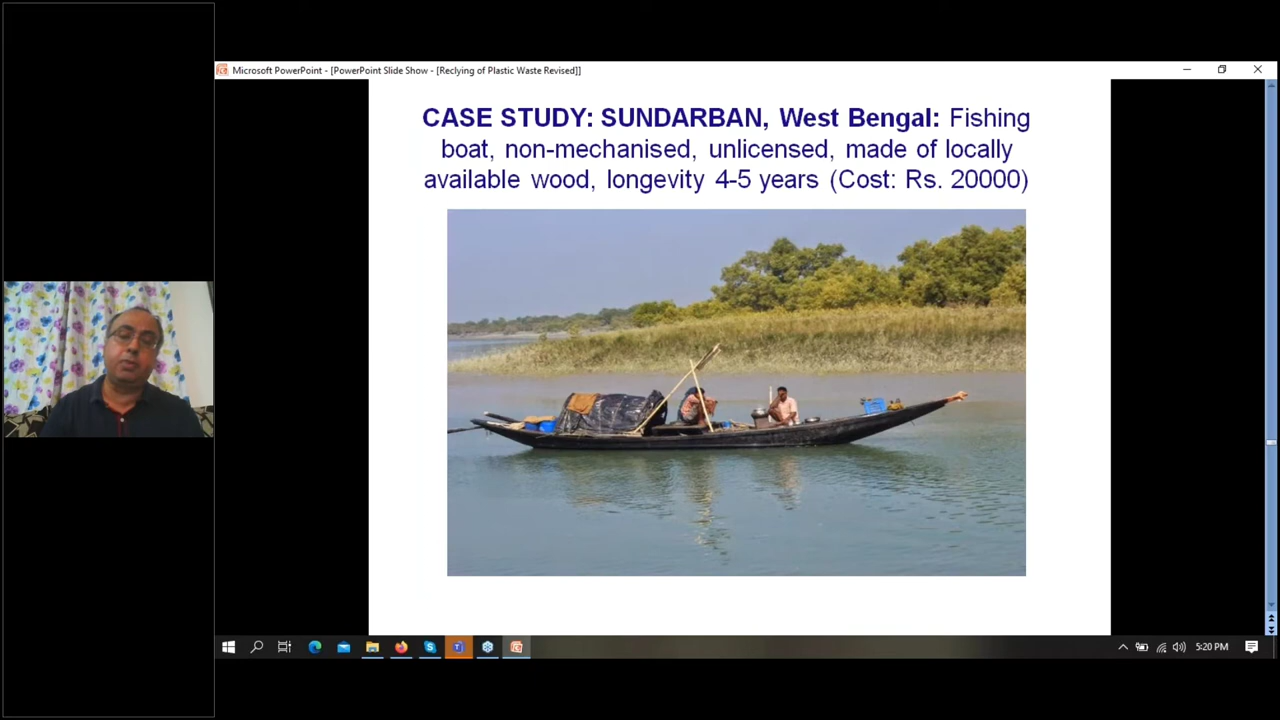 Microsoft PowerPoint - [PowerPoint Slide Show - [Reclying of Plastic Waste Revised]]
CASE STUDY: SUNDARBAN, West Bengal: Fishing
boat, non-mechanised, unlicensed, made of locally
available wood, longevity 4-5 years (Cost: Rs. 20000)
5:20 PM